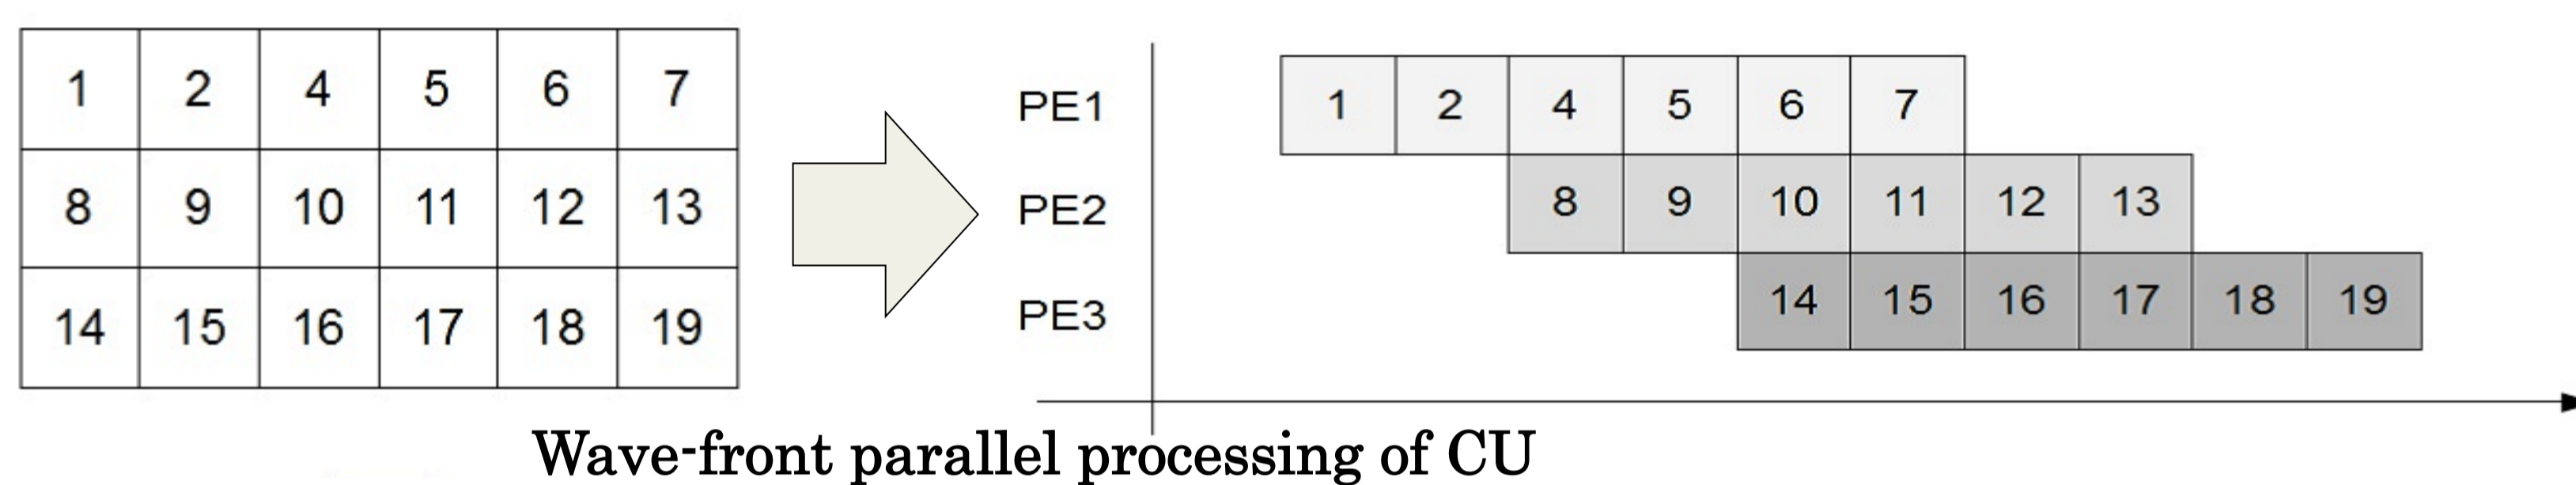 1 2 4 5 6 7
8 9 10 11 12 13
14 15 16 17 18 19
PE1 1 2 4 5 6 7
PE2 8 9 10 11 12 13
PE3 14 15 16 17 18 19
Wave-front parallel processing of CU